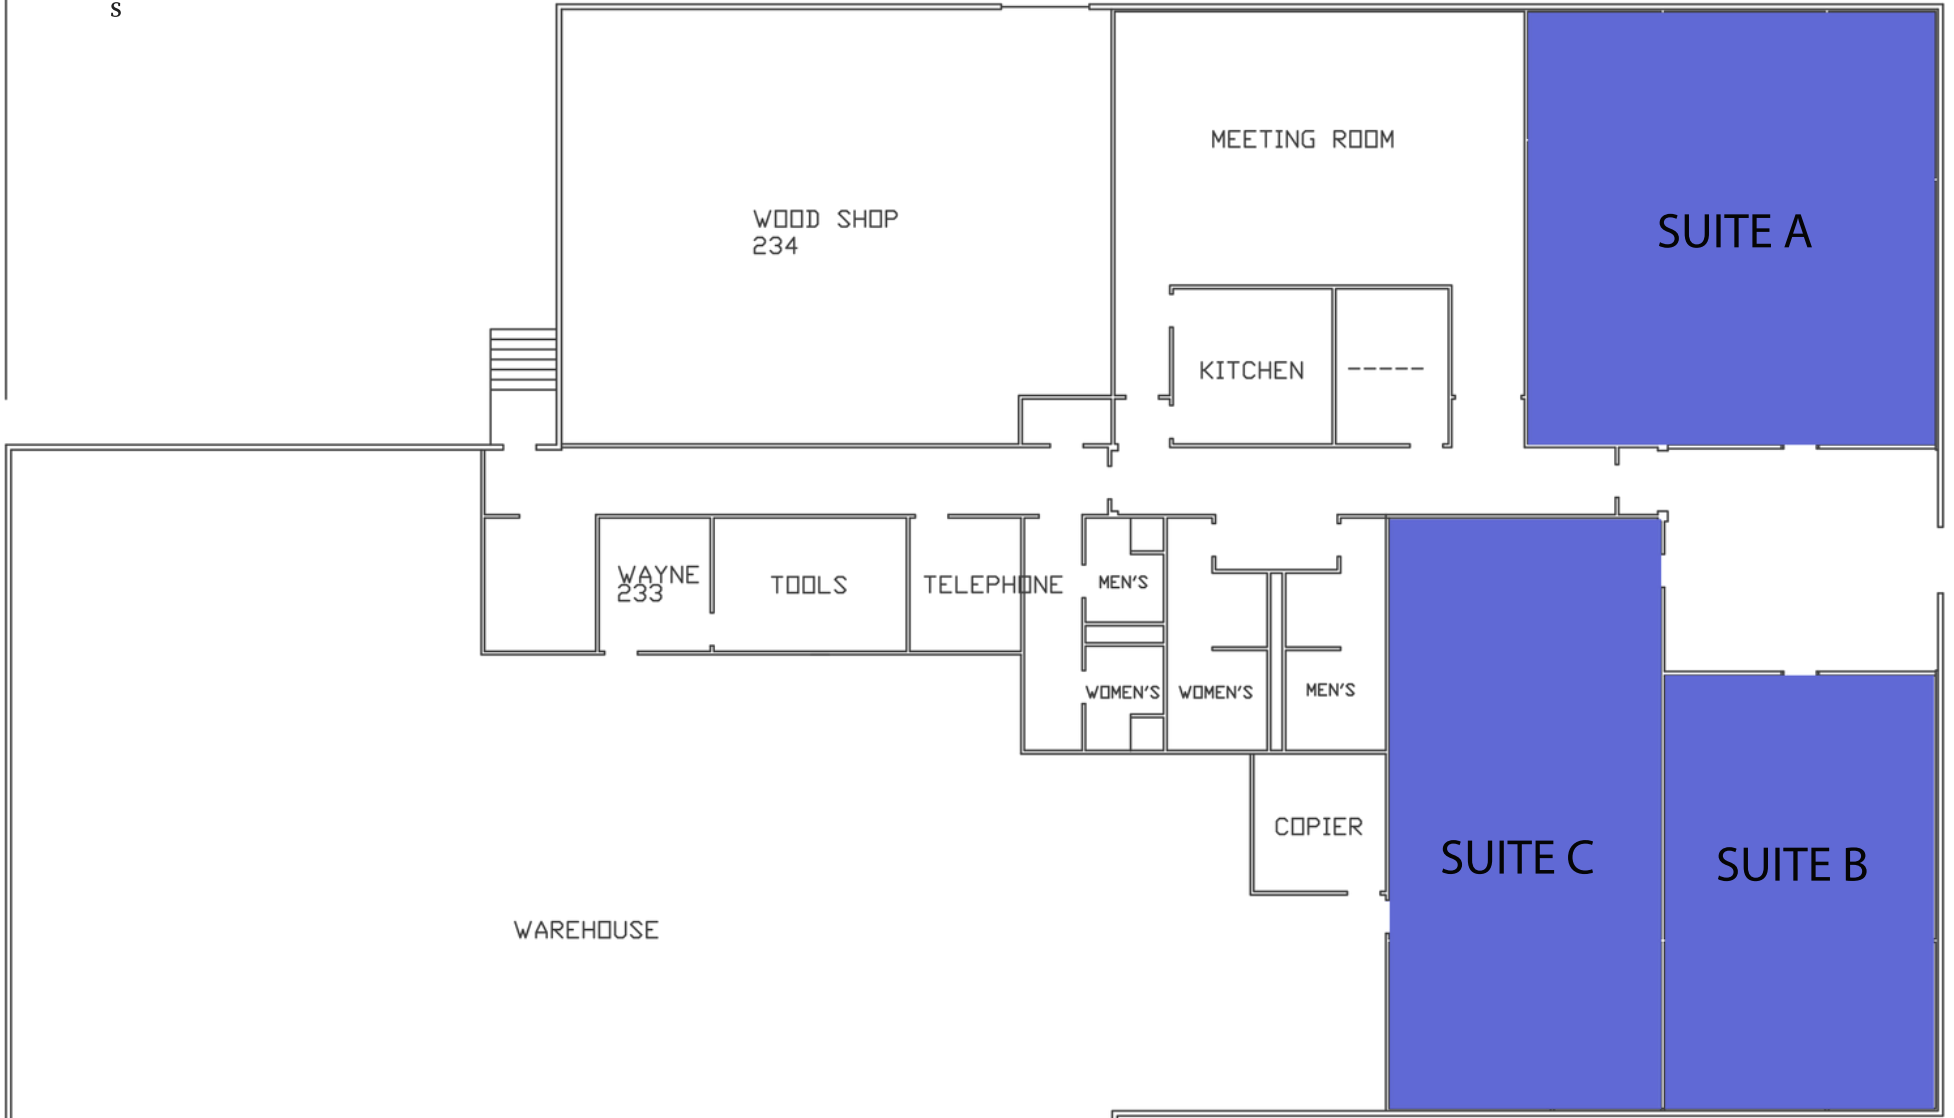 s
MEETING ROOM
WOOD SHOP
234
SUITE A
KITCHEN
-----
WAYNE
233
TOOLS
TELEPHONE
MEN'S
WOMEN'S
WOMEN'S
MEN'S
COPIER
SUITE C
SUITE B
WAREHOUSE